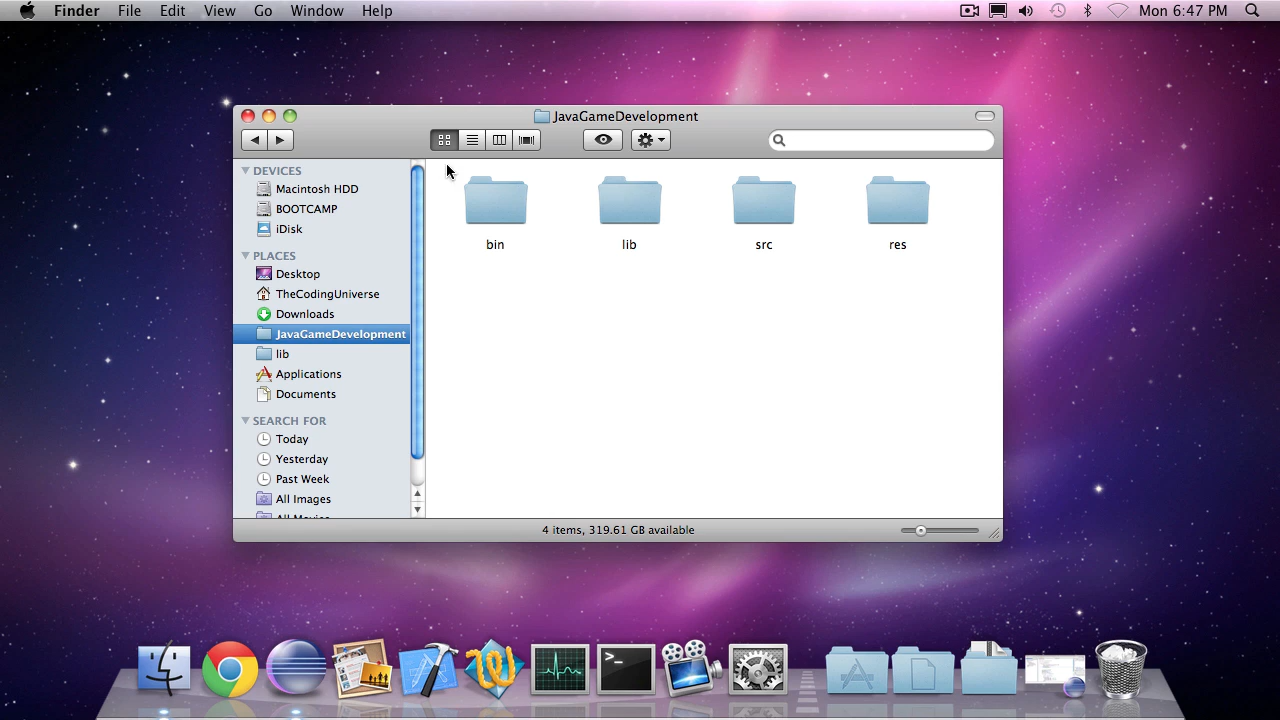 Finder File Edit View Go Window Help Mon 6:47 PM
JavaGameDevelopment
DEVICES
Macintosh HDD
BOOTCAMP
iDisk
PLACES
Desktop
TheCodingUniverse
Downloads
JavaGameDevelopment
lib
Applications
Documents
SEARCH FOR
Today
Yesterday
Past Week
All Images
bin lib src res
4 items, 319.61 GB available
>_